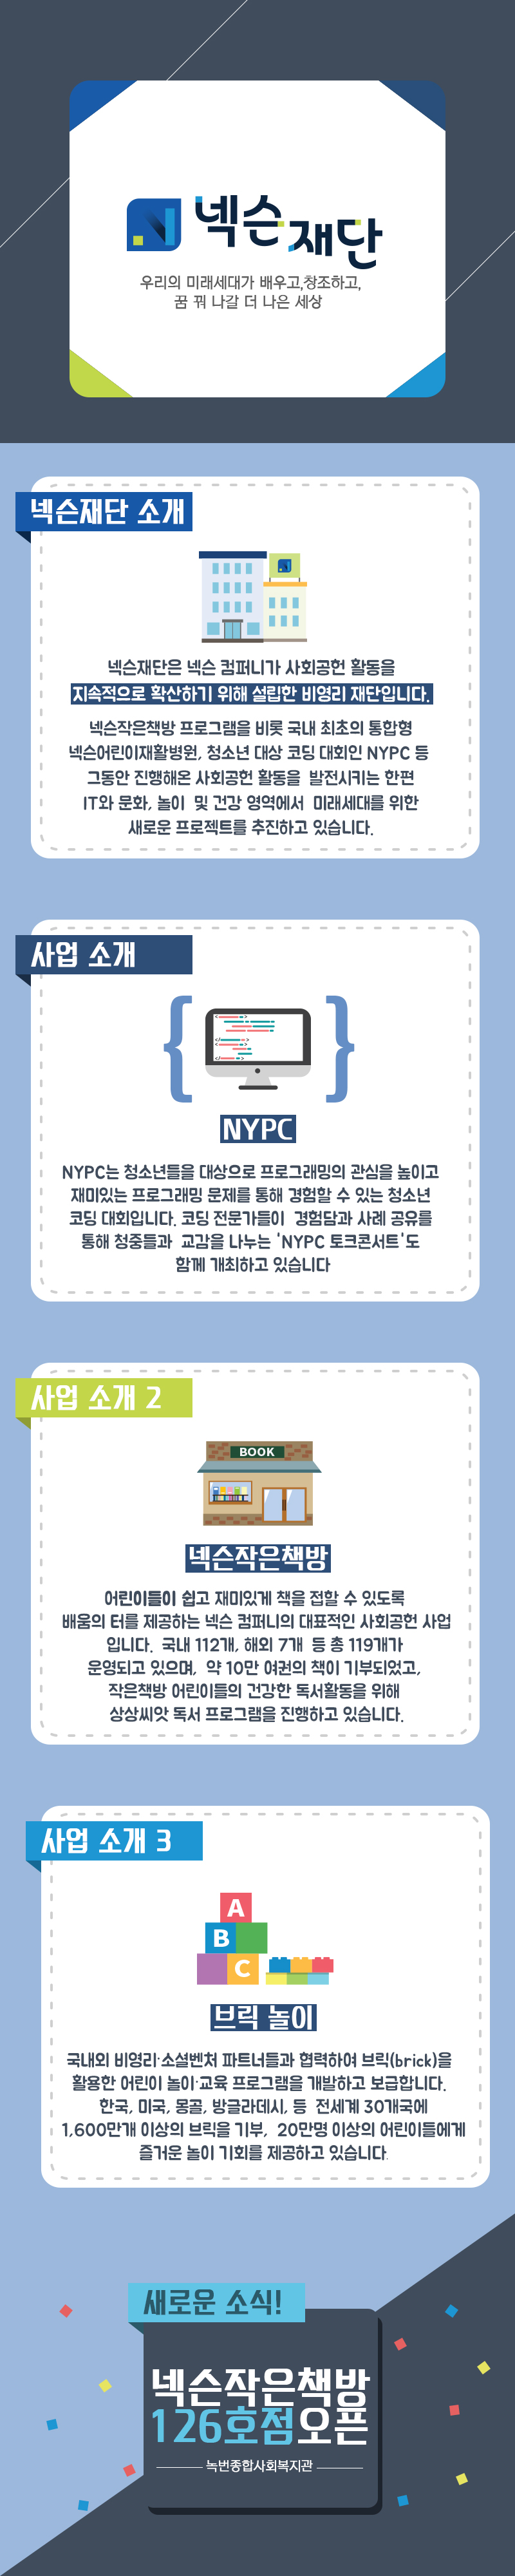 넥슨재단
우리의 미래세대가 배우고,창조하고,
꿈 꿔 나갈 더 나은 세상
넥슨재단 소개
넥슨재단은 넥슨 컴퍼니가 사회공헌 활동을
지속적으로 확산하기 위해 설립한 비영리 재단입니다.
넥슨작은책방 프로그램을 비롯 국내 최초의 통합형
넥슨어린이재활병원, 청소년 대상 코딩 대회인 NYPC 등
그동안 진행해온 사회공헌 활동을 발전시키는 한편
IT와 문화, 놀이 및 건강 영역에서 미래세대를 위한
새로운 프로젝트를 추진하고 있습니다.
사업 소개
NYPC
NYPC는 청소년들을 대상으로 프로그래밍의 관심을 높이고
재미있는 프로그래밍 문제를 통해 경험할 수 있는 청소년
코딩 대회입니다. 코딩 전문가들이 경험담과 사례 공유를
통해 청중들과 교감을 나누는 'NYPC 토크콘서트'도
함께 개최하고 있습니다
사업 소개 2
BOOK
넥슨작은책방
어린이들이 쉽고 재미있게 책을 접할 수 있도록
배움의 터를 제공하는 넥슨 컴퍼니의 대표적인 사회공헌 사업
입니다. 국내 112개, 해외 7개 등 총 119개가
운영되고 있으며, 약 10만 여권의 책이 기부되었고,
작은책방 어린이들의 건강한 독서활동을 위해
상상씨앗 독서 프로그램을 진행하고 있습니다.
사업 소개 3
A
B
C
브릭 놀이
국내외 비영리·소셜벤처 파트너들과 협력하여 브릭(brick)을
활용한 어린이 놀이·교육 프로그램을 개발하고 보급합니다.
한국, 미국, 몽골, 방글라데시, 등 전세계 30개국에
1,600만개 이상의 브릭을 기부, 20만명 이상의 어린이들에게
즐거운 놀이 기회를 제공하고 있습니다.
새로운 소식!
넥슨작은책방
126호점오픈
녹번종합사회복지관